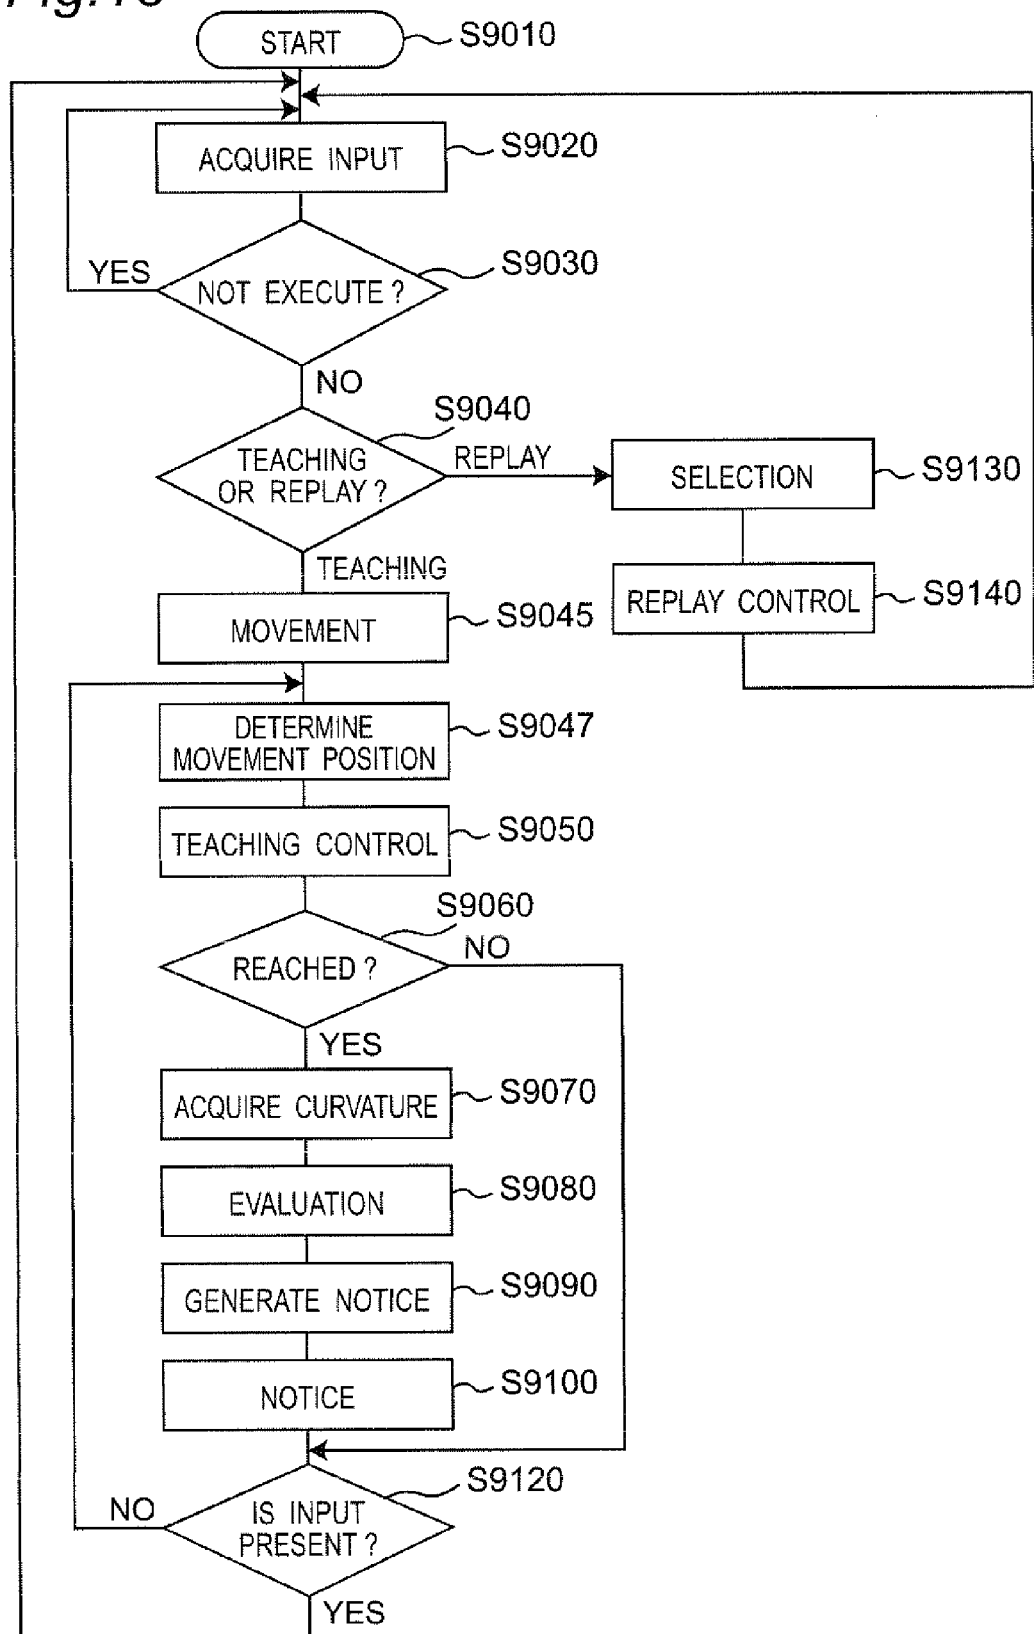 START
S9010
ACQUIRE INPUT
S9020
YES
NOT EXECUTE ?
S9030
NO
S9040
TEACHING
OR REPLAY ?
REPLAY
SELECTION
S9130
TEACHING
REPLAY CONTROL
S9140
MOVEMENT
S9045
DETERMINE
MOVEMENT POSITION
S9047
TEACHING CONTROL
S9050
S9060
REACHED ?
NO
YES
ACQUIRE CURVATURE
S9070
EVALUATION
S9080
GENERATE NOTICE
S9090
NOTICE
S9100
S9120
NO
IS INPUT
PRESENT ?
YES